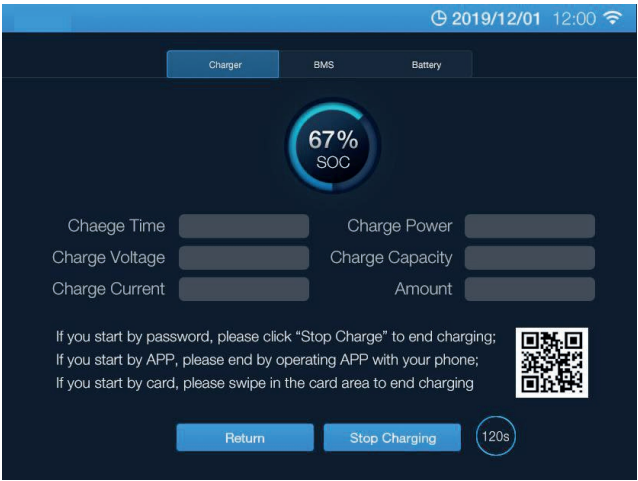 2019/12/01 12:00
Charger BMS Battery
67%
SOC
Chaege Time Charge Power
Charge Voltage Charge Capacity
Charge Current Amount
If you start by password, please click “Stop Charge” to end charging;
If you start by APP, please end by operating APP with your phone;
If you start by card, please swipe in the card area to end charging
Return Stop Charging 120s